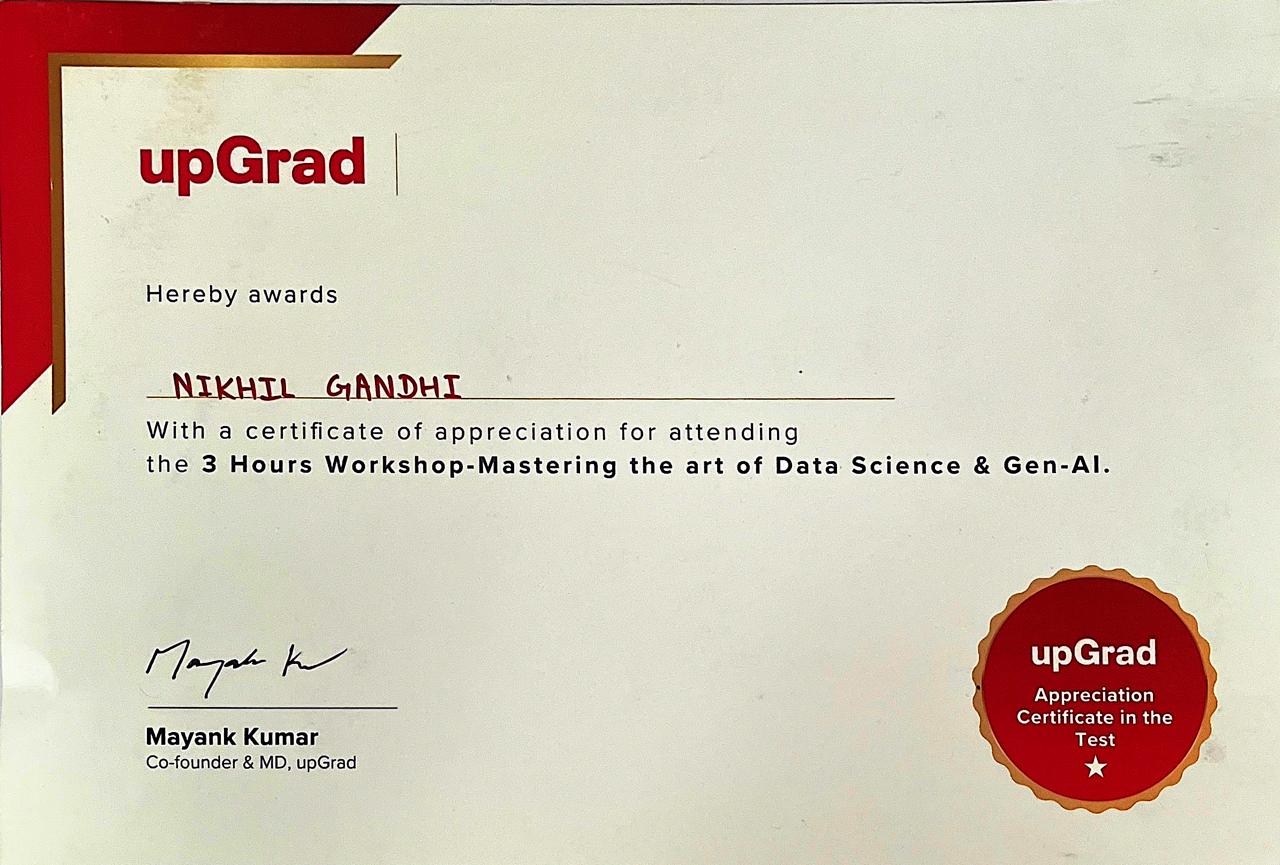 upGrad
Hereby awards
NIKHIL GANDHI
With a certificate of appreciation for attending
the 3 Hours Workshop-Mastering the art of Data Science & Gen-AI.
Mayank Kumar
Mayank Kumar
Co-founder & MD, upGrad
upGrad
Appreciation
Certificate in the
Test